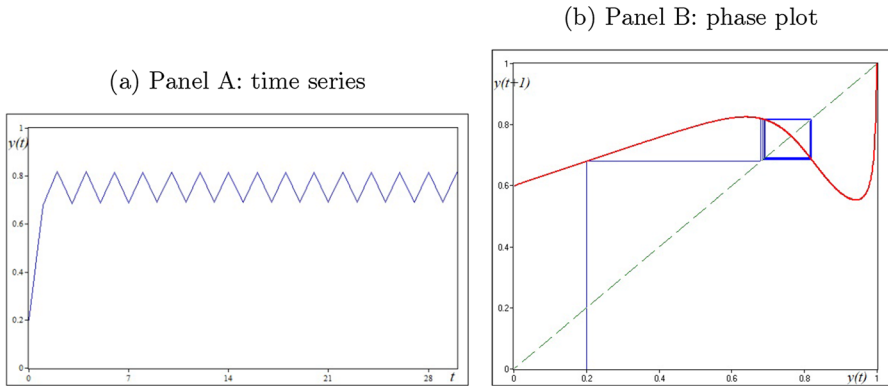 (a) Panel A: time series
y(t)
1
0.8
0.6
0.4
0.2
0
0 7 14 21 28 t
(b) Panel B: phase plot
1
y(t+1)
0.8
0.6
0.4
0.2
0
0 0.2 0.4 0.6 0.8 y(t) 1